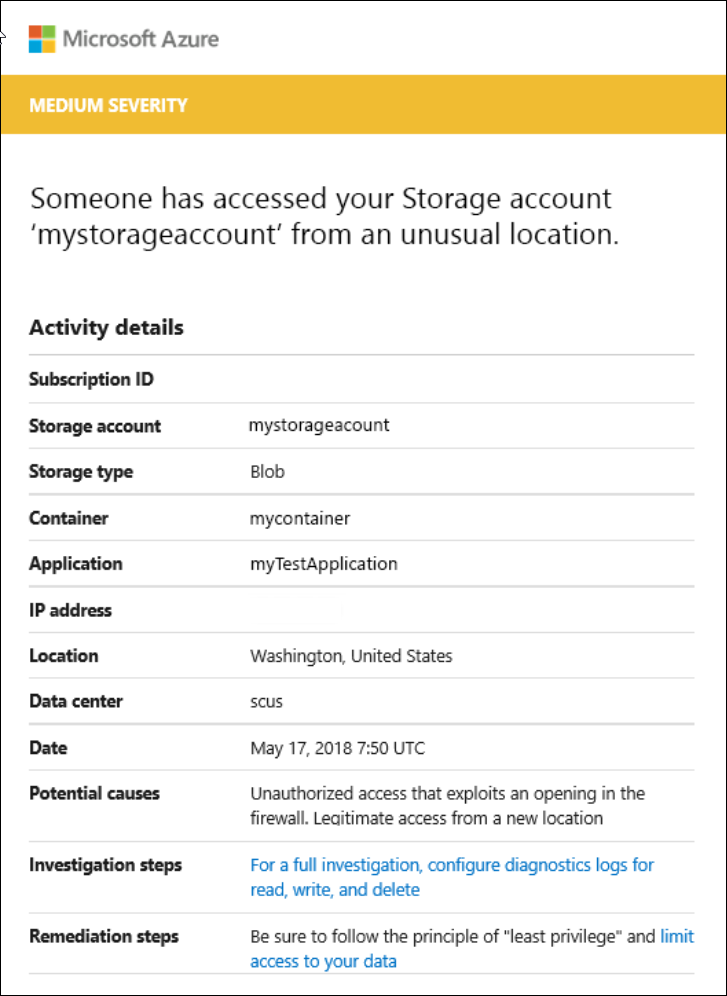 Microsoft Azure
MEDIUM SEVERITY
Someone has accessed your Storage account
‘mystorageaccount’ from an unusual location.
Activity details
Subscription ID
Storage account mystorageacount
Storage type Blob
Container mycontainer
Application myTestApplication
IP address
Location Washington, United States
Data center scus
Date May 17, 2018 7:50 UTC
Potential causes Unauthorized access that exploits an opening in the
firewall. Legitimate access from a new location
Investigation steps For a full investigation, configure diagnostics logs for
read, write, and delete
Remediation steps Be sure to follow the principle of "least privilege" and limit
access to your data